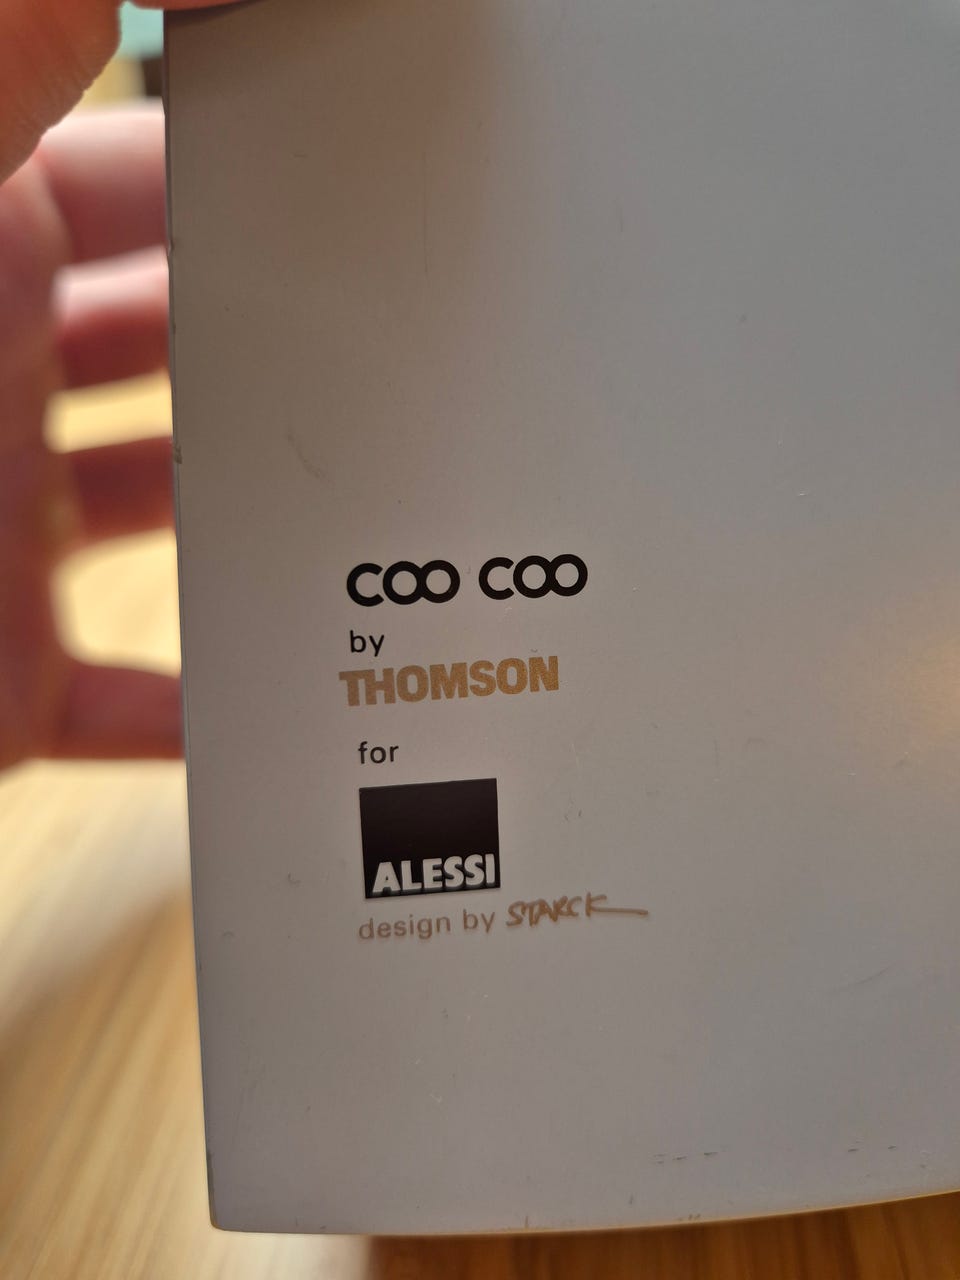 COO COO
by
THOMSON
for
ALESSI
design by STARCK